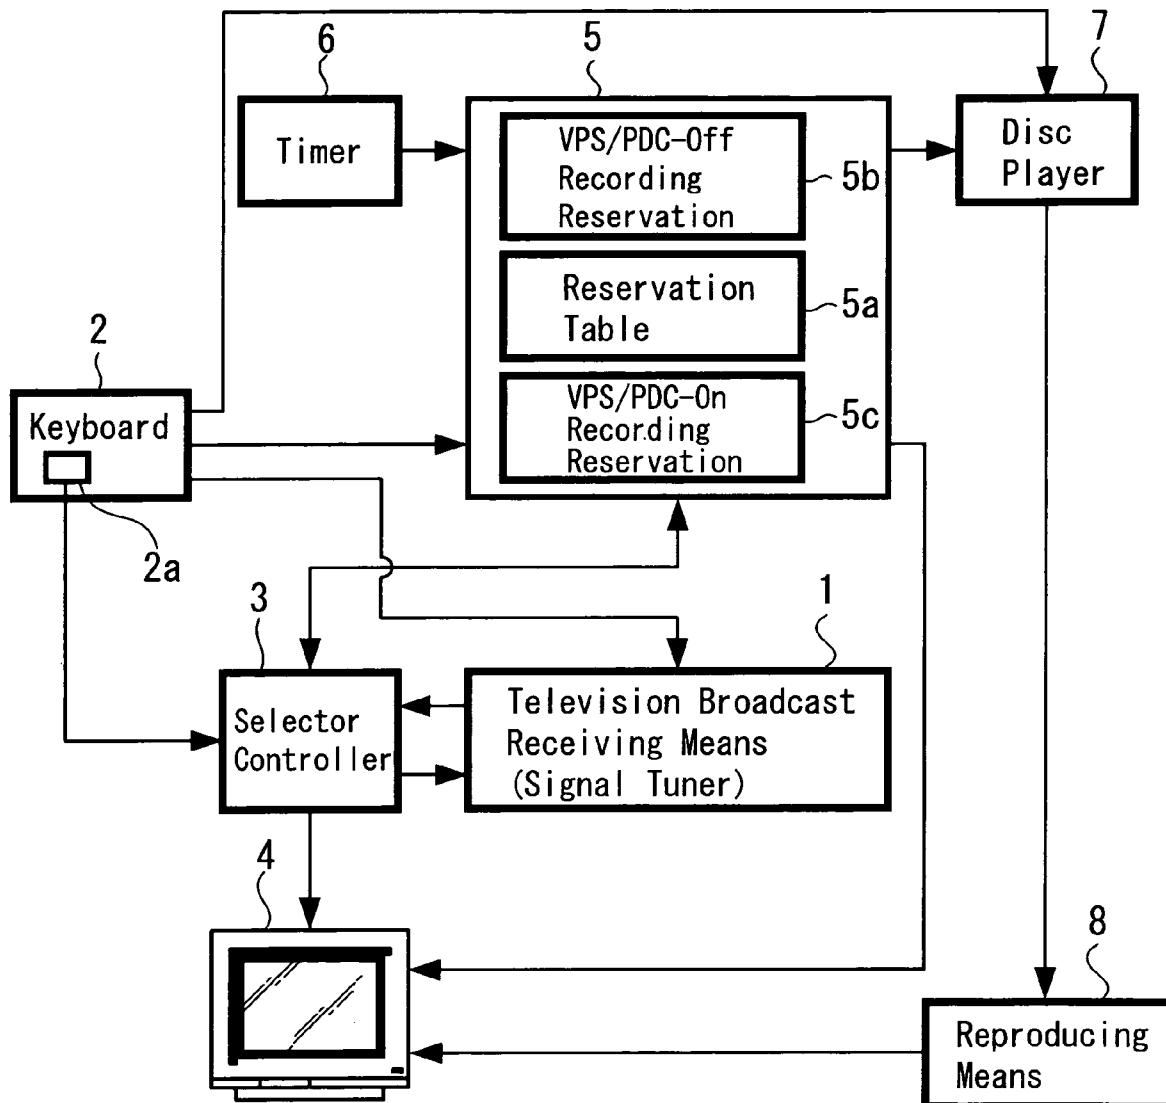 6
5
7
Timer
VPS/PDC-Off
Recording
Reservation
5b
Disc
Player
Reservation
Table
5a
2
Keyboard
VPS/PDC-On
Recording
Reservation
5c
2a
3
1
Selector
Controller
Television Broadcast
Receiving Means
(Signal Tuner)
4
8
Reproducing
Means